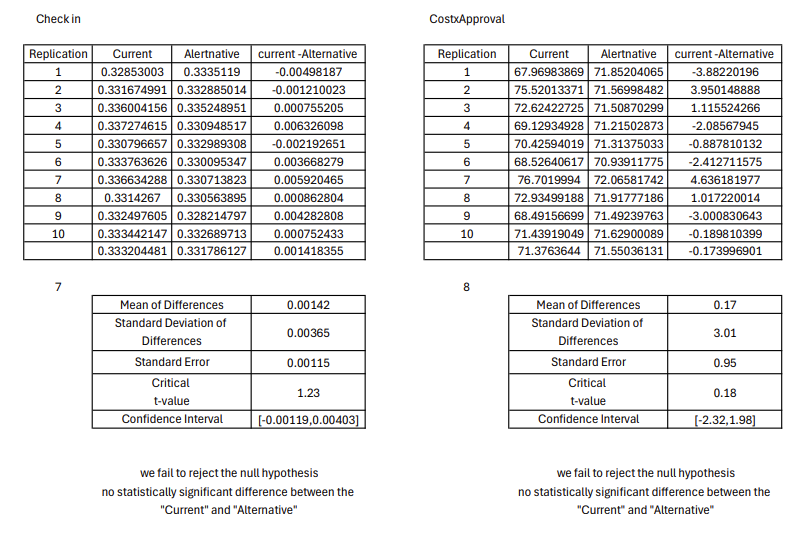 Check in
Replication Current Alertnative current -Alternative
1 0.32853003 0.3335119 -0.00498187
2 0.331674991 0.332885014 -0.001210023
3 0.336004156 0.335248951 0.000755205
4 0.337274615 0.330948517 0.006326098
5 0.330796657 0.332989308 -0.002192651
6 0.333763626 0.330095347 0.003668279
7 0.336634288 0.330713823 0.005920465
8 0.3314267 0.330563895 0.000862804
9 0.332497605 0.328214797 0.004282808
10 0.333442147 0.332689713 0.000752433
0.333204481 0.331786127 0.001418355
7
Mean of Differences 0.00142
Standard Deviation of
Differences 0.00365
Standard Error 0.00115
Critical
t-value 1.23
Confidence Interval [-0.00119,0.00403]
we fail to reject the null hypothesis
no statistically significant difference between the
"Current" and "Alternative"
CostxApproval
Replication Current Alertnative current -Alternative
1 67.96983869 71.85204065 -3.88220196
2 75.52013371 71.56998482 3.950148888
3 72.62422725 71.50870299 1.115524266
4 69.12934928 71.21502873 -2.08567945
5 70.42594019 71.31375033 -0.887810132
6 68.52640617 70.93911775 -2.412711575
7 76.7019994 72.06581742 4.636181977
8 72.93499188 71.91777186 1.017220014
9 68.49156699 71.49239763 -3.000830643
10 71.43919049 71.62900089 -0.189810399
71.3763644 71.55036131 -0.173996901
8
Mean of Differences 0.17
Standard Deviation of
Differences 3.01
Standard Error 0.95
Critical
t-value 0.18
Confidence Interval [-2.32,1.98]
we fail to reject the null hypothesis
no statistically significant difference between the
"Current" and "Alternative"